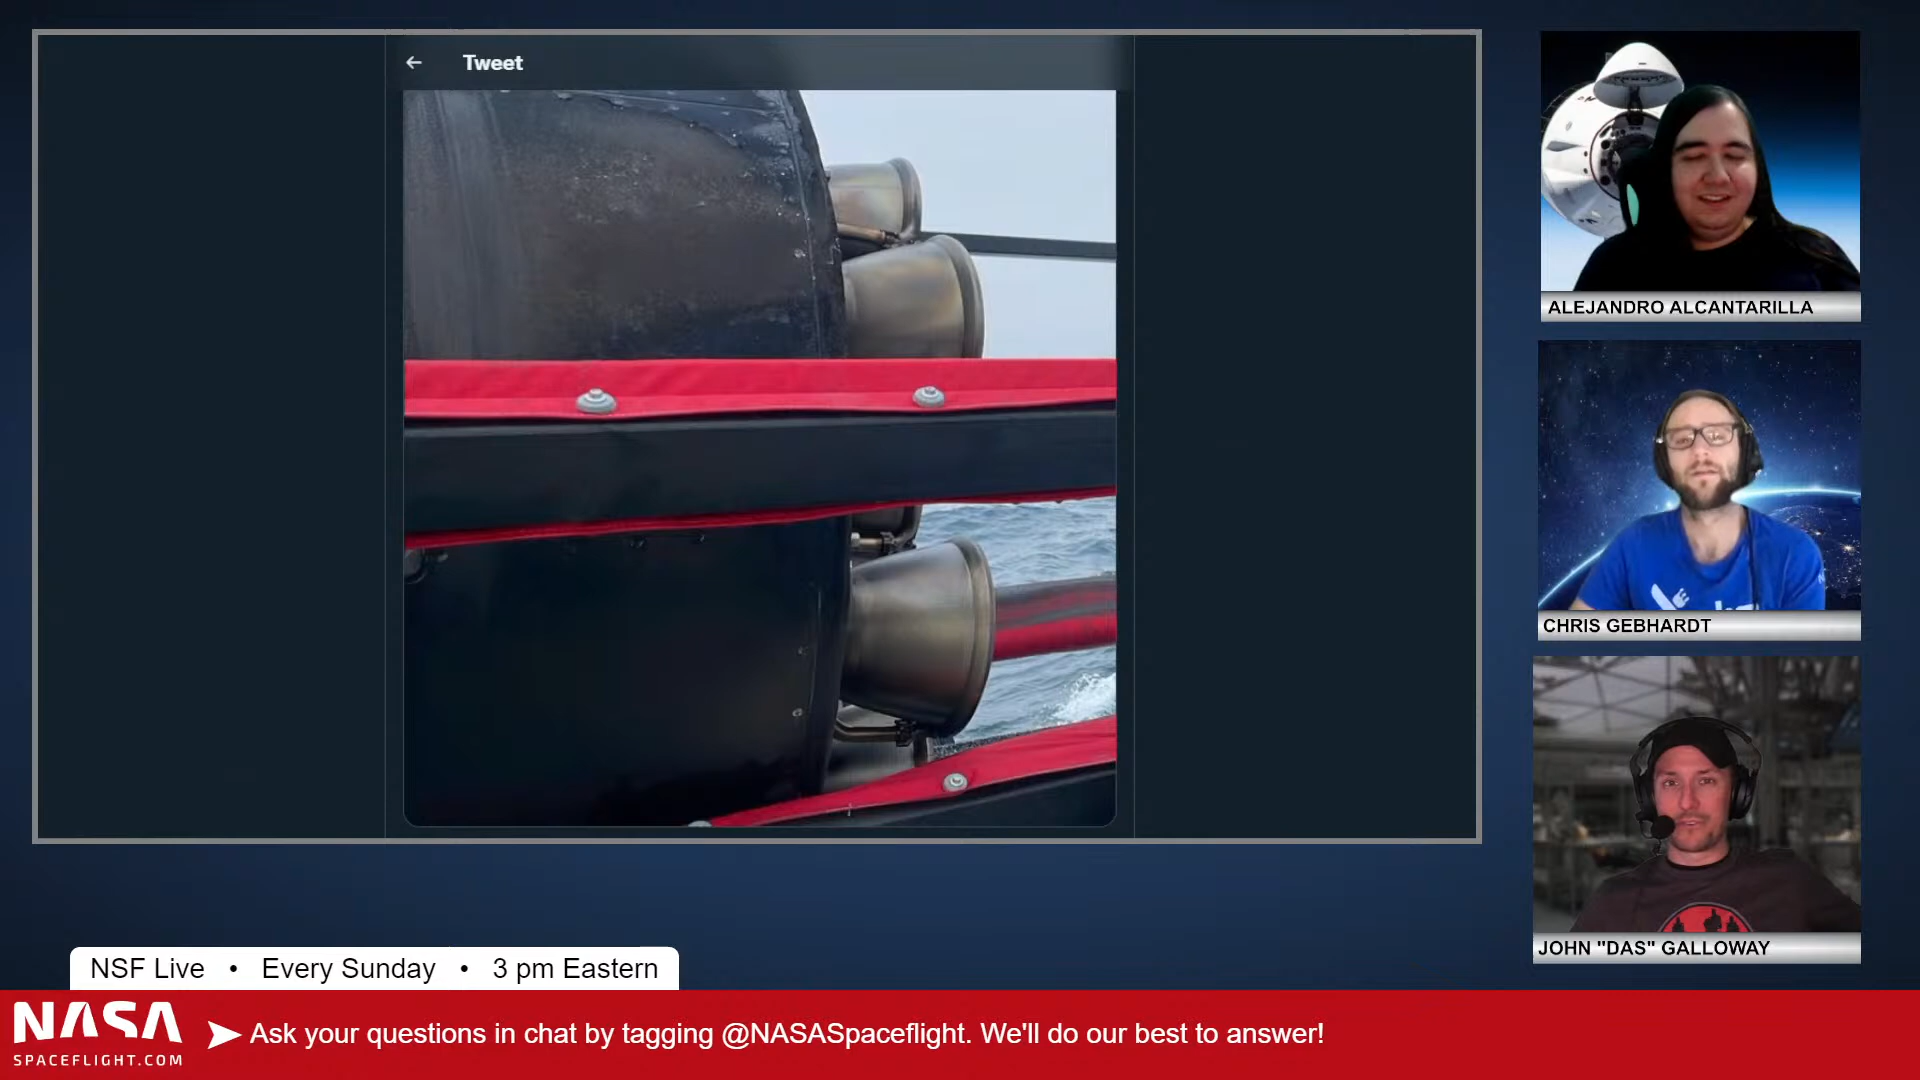 Tweet
ALEJANDRO ALCANTARILLA
CHRIS GEBHARDT
JOHN "DAS" GALLOWAY
NSF Live • Every Sunday • 3 pm Eastern
NASA
SPACEFLIGHT.COM
Ask your questions in chat by tagging @NASASpaceflight. We'll do our best to answer!